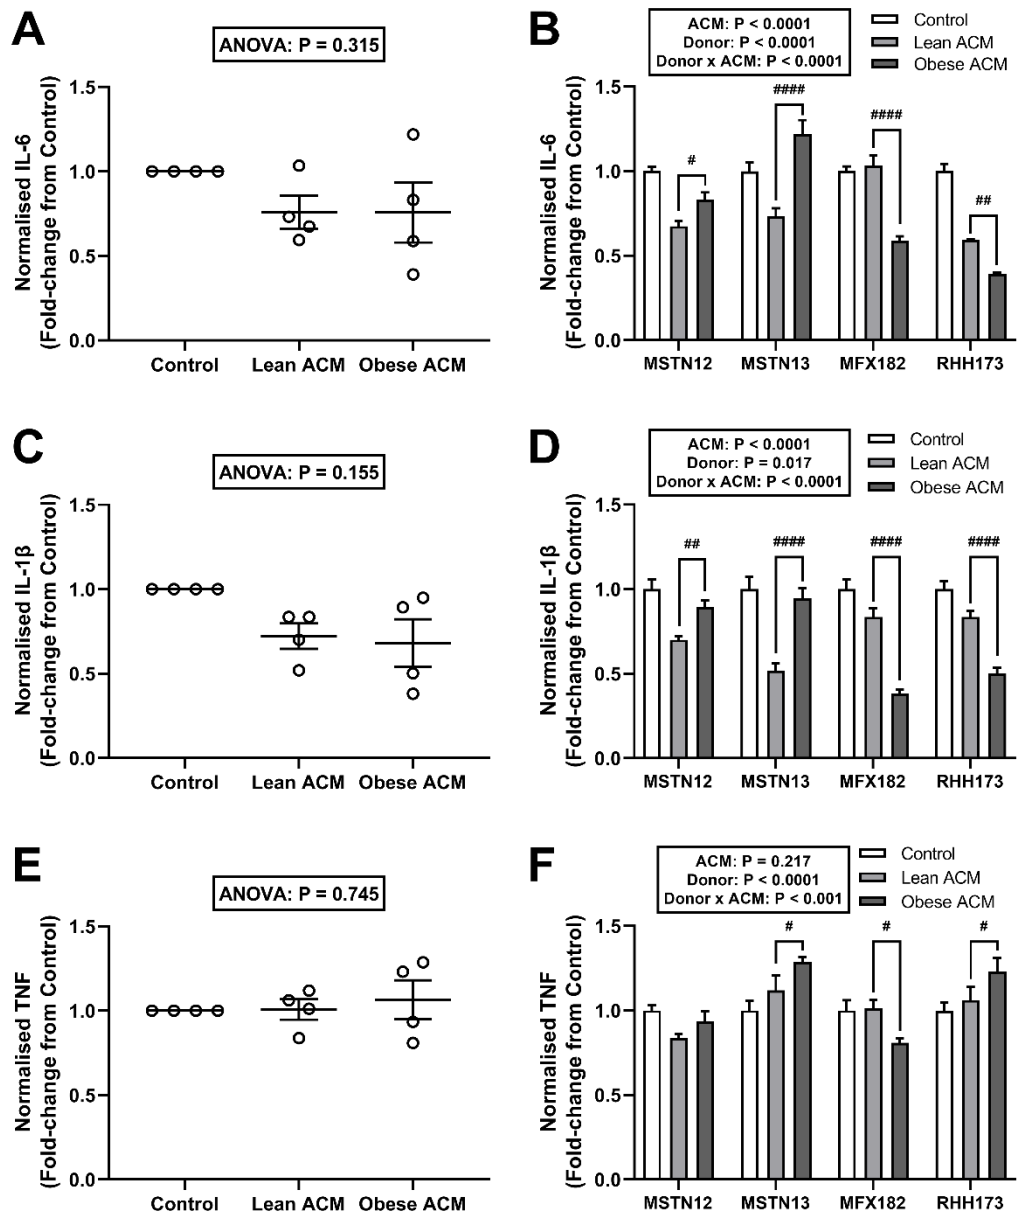 A
ANOVA: P = 0.315
Normalised IL-6
(Fold-change from Control)
1.5
1.0
0.5
0.0
Control
Lean ACM
Obese ACM
B
ACM: P < 0.0001
Donor: P < 0.0001
Donor x ACM: P < 0.0001
Control
Lean ACM
Obese ACM
Normalised IL-6
(Fold-change from Control)
1.5
1.0
0.5
0.0
#
####
####
##
MSTN12
MSTN13
MFX182
RHH173
C
ANOVA: P = 0.155
Normalised IL-1β
(Fold-change from Control)
1.5
1.0
0.5
0.0
Control
Lean ACM
Obese ACM
D
ACM: P < 0.0001
Donor: P = 0.017
Donor x ACM: P < 0.0001
Control
Lean ACM
Obese ACM
Normalised IL-1β
(Fold-change from Control)
1.5
1.0
0.5
0.0
##
####
####
####
MSTN12
MSTN13
MFX182
RHH173
E
ANOVA: P = 0.745
Normalised TNF
(Fold-change from Control)
1.5
1.0
0.5
0.0
Control
Lean ACM
Obese ACM
F
ACM: P = 0.217
Donor: P < 0.0001
Donor x ACM: P < 0.001
Control
Lean ACM
Obese ACM
Normalised TNF
(Fold-change from Control)
1.5
1.0
0.5
0.0
#
#
#
MSTN12
MSTN13
MFX182
RHH173